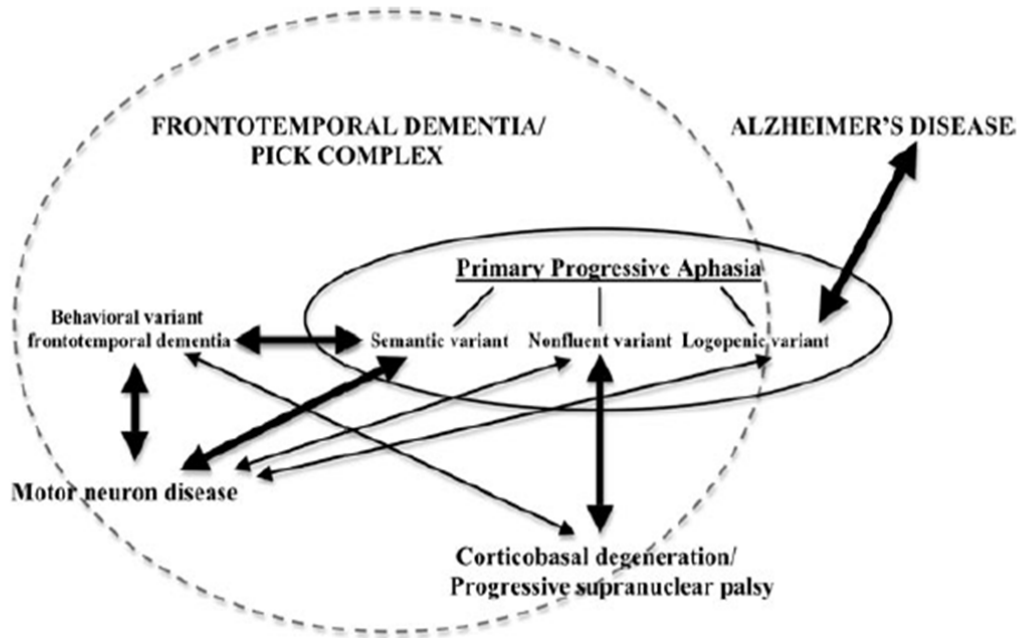 FRONTOTEMPORAL DEMENTIA/
PICK COMPLEX
ALZHEIMER'S DISEASE
Primary Progressive Aphasia
Behavioral variant
frontotemporal dementia
Semantic variant
Nonfluent variant
Logopenic variant
Motor neuron disease
Corticobasal degeneration/
Progressive supranuclear palsy